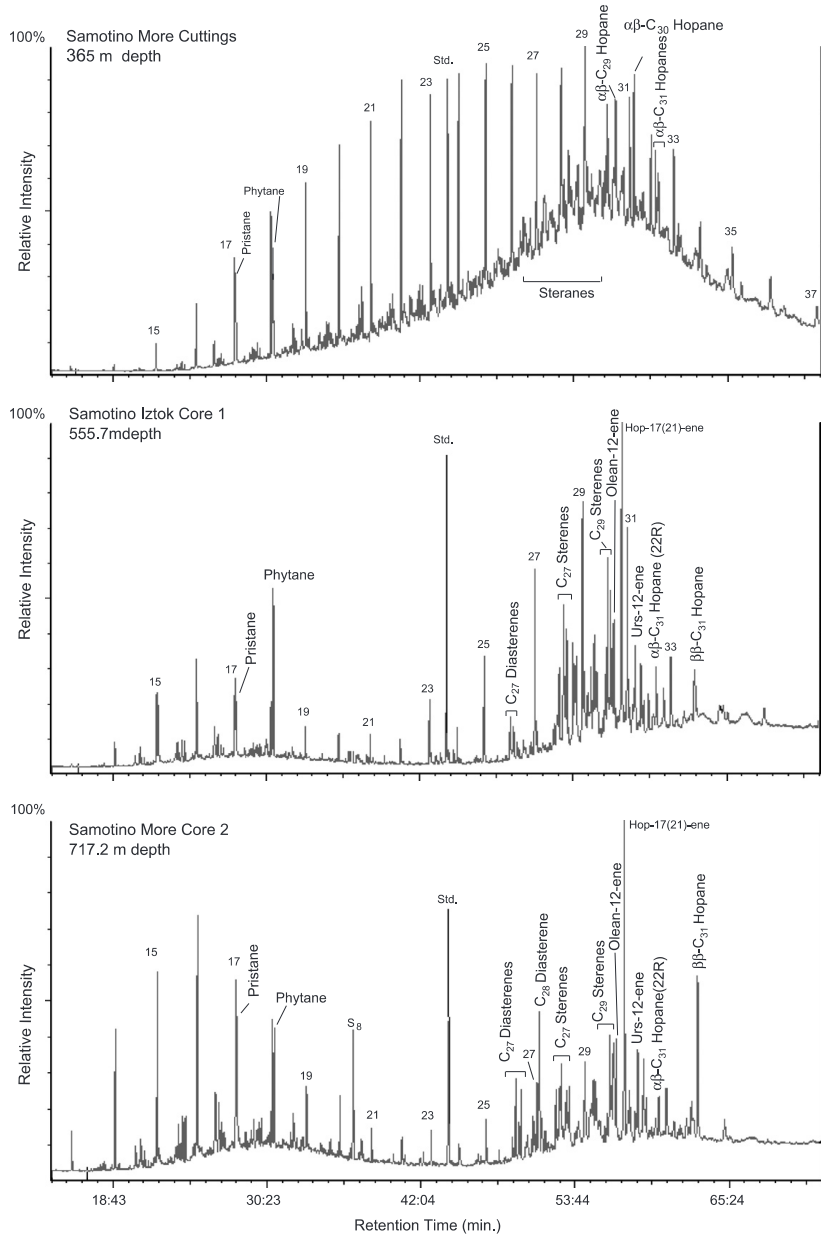 100%
Samotino More Cuttings
365 m depth
Relative Intensity
15
17
Pristane
Phytane
19
21
23
Std.
25
27
29
αβ-C29 Hopane
αβ-C30 Hopane
31
αβ-C31 Hopanes
33
35
37
Steranes
100%
Samotino Iztok Core 1
555.7mdepth
Relative Intensity
15
17
Pristane
Phytane
19
21
23
Std.
25
C27 Diasterenes
27
C27 Sterenes
29
C29 Sterenes
Olean-12-ene
Hop-17(21)-ene
31
Urs-12-ene
αβ-C31 Hopane (22R)
33
ββ-C31 Hopane
100%
Samotino More Core 2
717.2 m depth
Relative Intensity
15
17
Pristane
Phytane
19
S8
21
23
Std.
25
C27 Diasterenes
27
C28 Diasterene
C27 Sterenes
29
C29 Sterenes
Olean-12-ene
Hop-17(21)-ene
Urs-12-ene
αβ-C31 Hopane(22R)
ββ-C31 Hopane
18:43 30:23 42:04 53:44 65:24
Retention Time (min.)